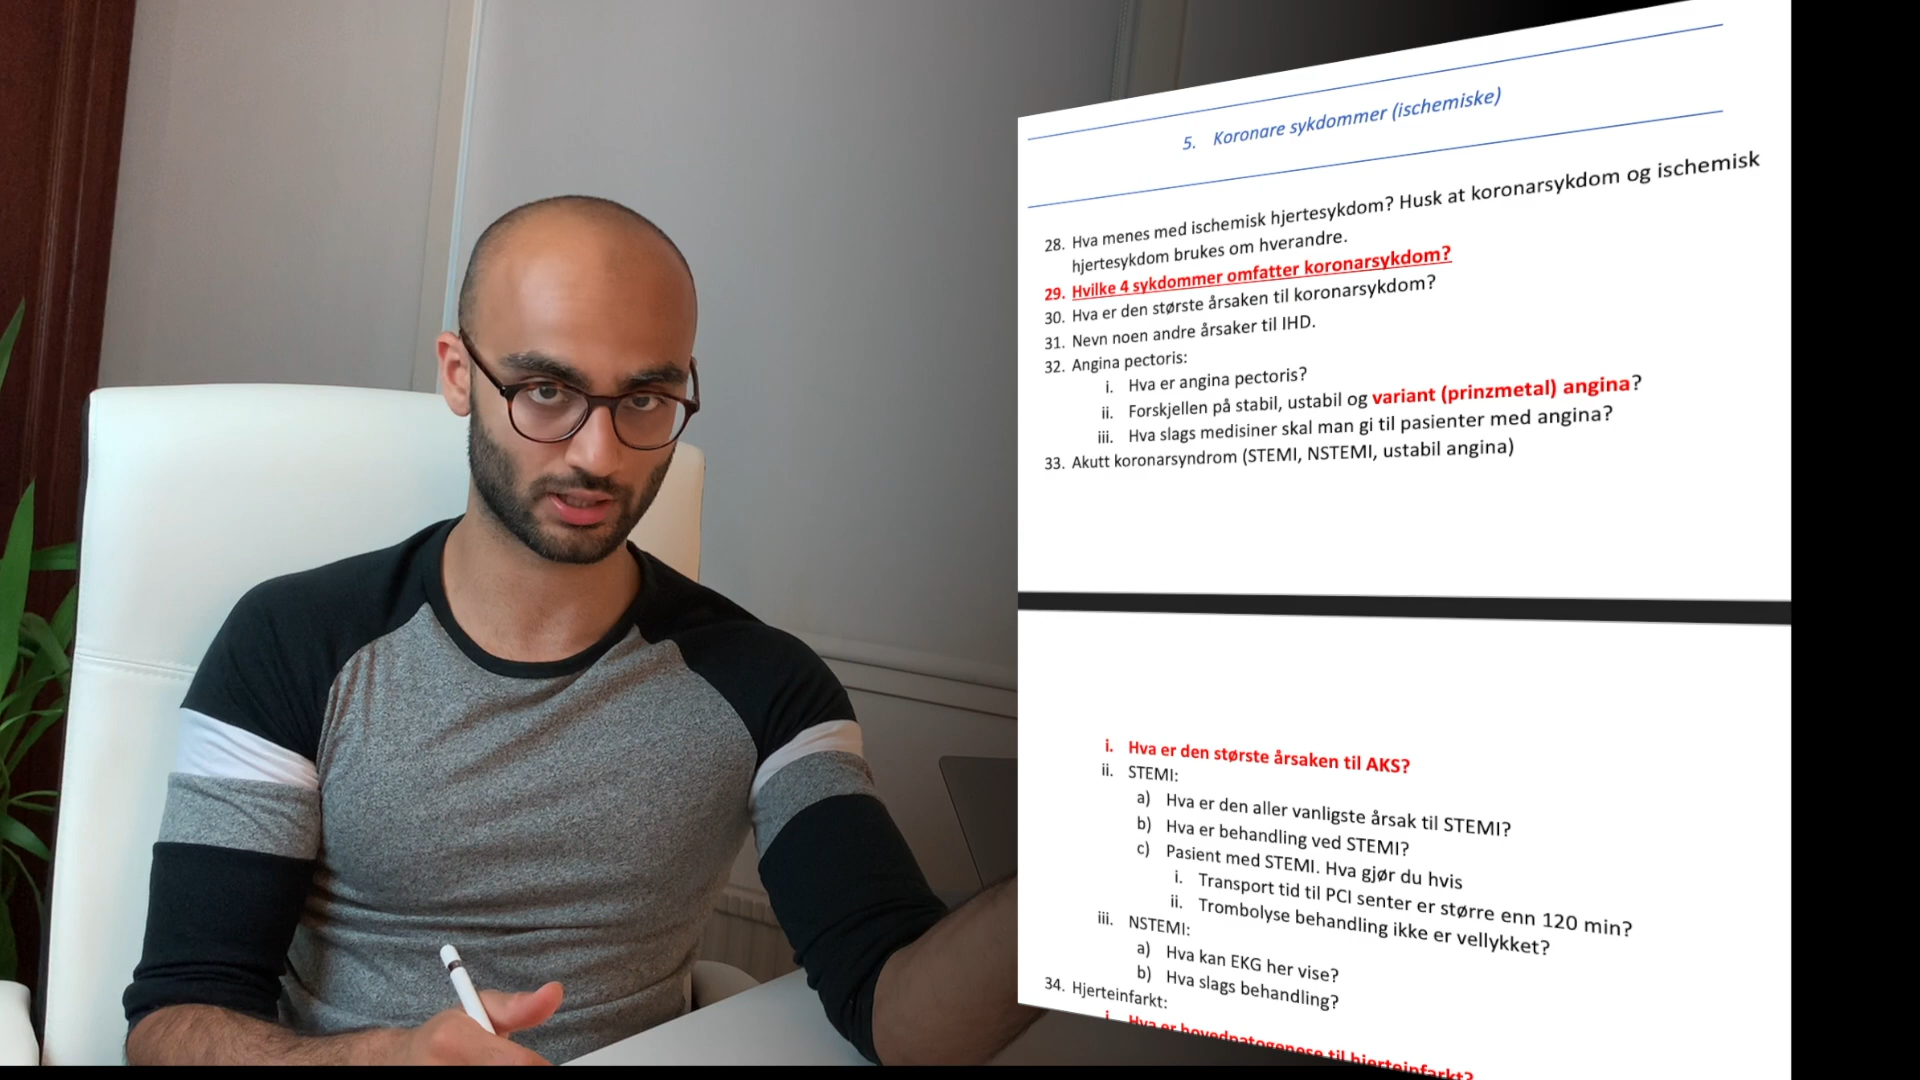 5. Koronare sykdommer (ischemiske)
28. Hva menes med ischemisk hjertesykdom? Husk at koronarsykdom og ischemisk
hjertesykdom brukes om hverandre.
29. Hvilke 4 sykdommer omfatter koronarsykdom?
30. Hva er den største årsaken til koronarsykdom?
31. Nevn noen andre årsaker til IHD.
32. Angina pectoris:
i. Hva er angina pectoris?
ii. Forskjellen på stabil, ustabil og variant (prinzmetal) angina?
iii. Hva slags medisiner skal man gi til pasienter med angina?
33. Akutt koronarsyndrom (STEMI, NSTEMI, ustabil angina)
i. Hva er den største årsaken til AKS?
ii. STEMI:
a) Hva er den aller vanligste årsak til STEMI?
b) Hva er behandling ved STEMI?
c) Pasient med STEMI. Hva gjør du hvis
i. Transport tid til PCI senter er større enn 120 min?
ii. Trombolyse behandling ikke er vellykket?
iii. NSTEMI:
a) Hva kan EKG her vise?
b) Hva slags behandling?
34. Hjerteinfarkt:
i. Hva er hovedpatogenese til hjerteinfarkt?